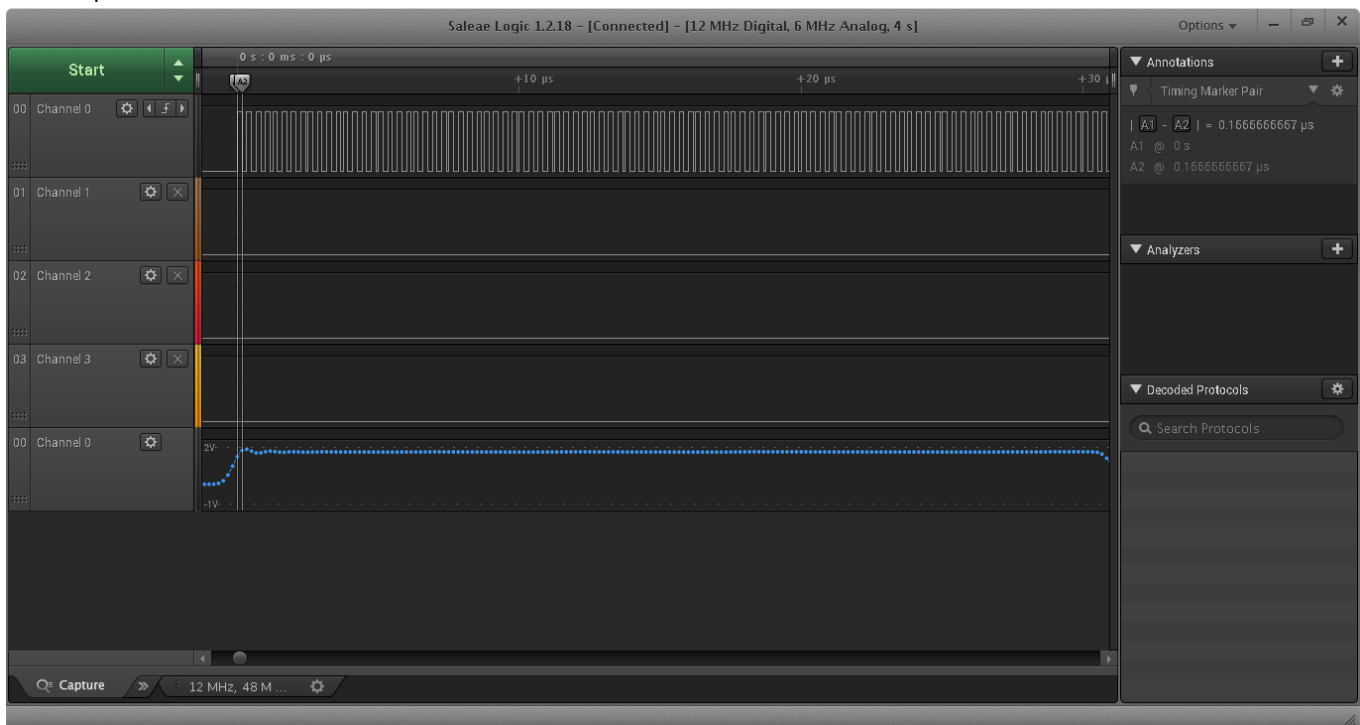 Saleae Logic 1.2.18 – [Connected] – [12 MHz Digital, 6 MHz Analog, 4 s]
Options
Start
0 s : 0 ms : 0 µs
A2
+10 µs
+20 µs
+30
00 Channel 0
01 Channel 1
02 Channel 2
03 Channel 3
00 Channel 0
2V
-1V
Annotations
Timing Marker Pair
| A1 - A2 | = 0.1666666667 µs
A1 @ 0 s
A2 @ 0.1666666667 µs
Analyzers
Decoded Protocols
Search Protocols
Capture
12 MHz, 48 M ...